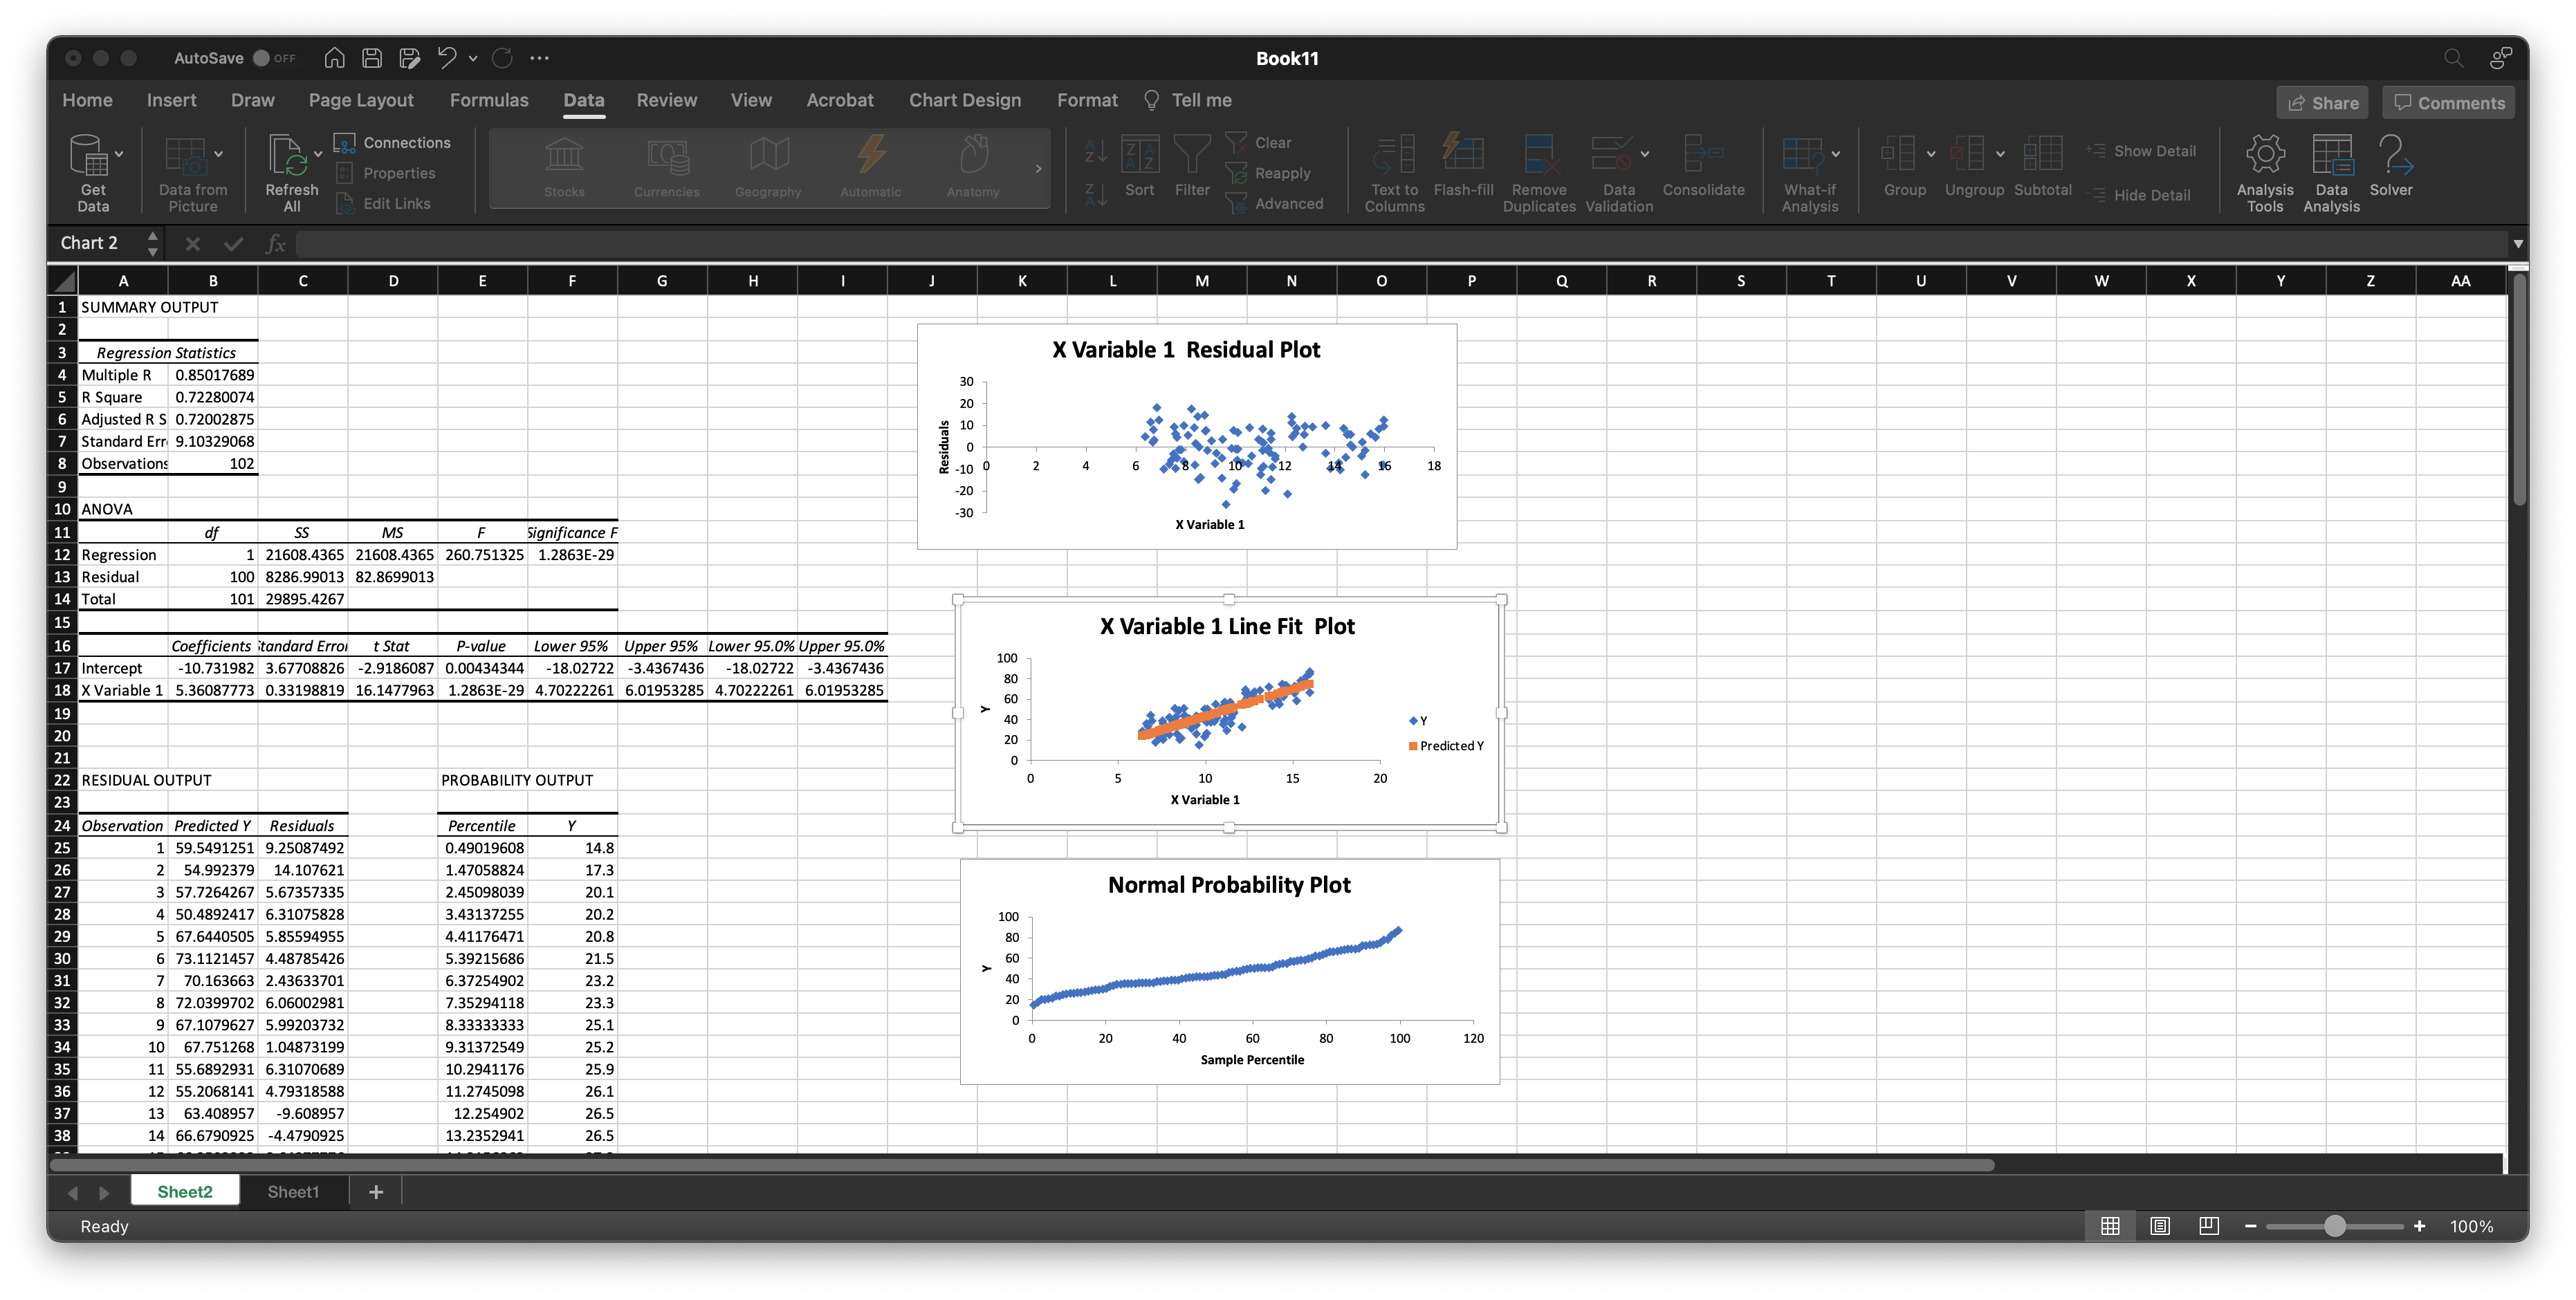 AutoSave OFF
Book11
Home Insert Draw Page Layout Formulas Data Review View Acrobat Chart Design Format Tell me
Share Comments
Get Data
Data from Picture
Refresh All
Connections
Properties
Edit Links
Stocks Currencies Geography Automatic Anatomy
Sort Filter
Clear
Reapply
Advanced
Text to Columns
Flash-fill
Remove Duplicates
Data Validation
Consolidate
What-if Analysis
Group Ungroup Subtotal
Show Detail
Hide Detail
Analysis Tools
Data Analysis
Solver
Chart 2 fx
A B C D E F G H I J K L M N O P Q R S T U V W X Y Z AA
1 SUMMARY OUTPUT
2
3 Regression Statistics
4 Multiple R 0.85017689
5 R Square 0.72280074
6 Adjusted R S 0.72002875
7 Standard Err 9.10329068
8 Observations 102
9
10 ANOVA
11 df SS MS F Significance F
12 Regression 1 21608.4365 21608.4365 260.751325 1.2863E-29
13 Residual 100 8286.99013 82.8699013
14 Total 101 29895.4267
15
16 Coefficients Standard Error t Stat P-value Lower 95% Upper 95% Lower 95.0% Upper 95.0%
17 Intercept -10.731982 3.67708826 -2.9186087 0.00434344 -18.02722 -3.4367436 -18.02722 -3.4367436
18 X Variable 1 5.36087773 0.33198819 16.1477963 1.2863E-29 4.70222261 6.01953285 4.70222261 6.01953285
19
20
21
22 RESIDUAL OUTPUT PROBABILITY OUTPUT
23
24 Observation Predicted Y Residuals Percentile Y
25 1 59.5491251 9.25087492 0.49019608 14.8
26 2 54.992379 14.107621 1.47058824 17.3
27 3 57.7264267 5.67357335 2.45098039 20.1
28 4 50.4892417 6.31075828 3.43137255 20.2
29 5 67.6440505 5.85594955 4.41176471 20.8
30 6 73.1121457 4.48785426 5.39215686 21.5
31 7 70.163663 2.43633701 6.37254902 23.2
32 8 72.0399702 6.06002981 7.35294118 23.3
33 9 67.1079627 5.99203732 8.33333333 25.1
34 10 67.751268 1.04873199 9.31372549 25.2
35 11 55.6892931 6.31070689 10.2941176 25.9
36 12 55.2068141 4.79318588 11.2745098 26.1
37 13 63.408957 -9.608957 12.254902 26.5
38 14 66.6790925 -4.4790925 13.2352941 26.5
X Variable 1 Residual Plot
Residuals
30
20
10
0
-10
-20
-30
0 2 4 6 8 10 12 14 16 18
X Variable 1
X Variable 1 Line Fit Plot
Y
100
80
60
40
20
0
0 5 10 15 20
X Variable 1
Y
Predicted Y
Normal Probability Plot
Y
100
80
60
40
20
0
0 20 40 60 80 100 120
Sample Percentile
Sheet2 Sheet1 +
Ready
100%